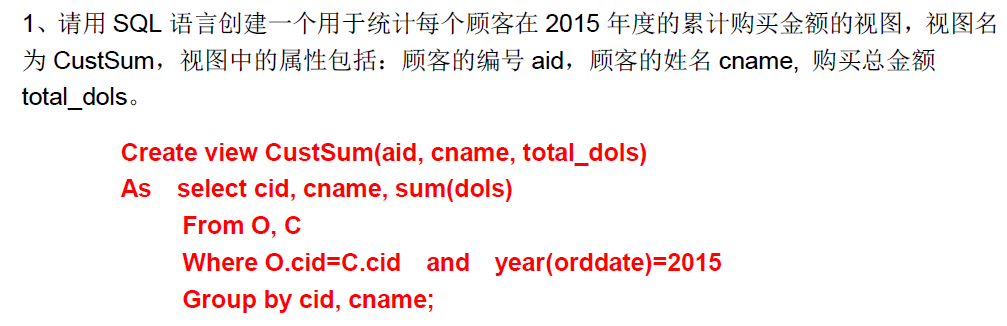 1、请用 SQL 语言创建一个用于统计每个顾客在 2015 年度的累计购买金额的视图，视图名
为 CustSum，视图中的属性包括：顾客的编号 aid，顾客的姓名 cname, 购买总金额
total_dols。
Create view CustSum(aid, cname, total_dols)
As select cid, cname, sum(dols)
From O, C
Where O.cid=C.cid and year(orddate)=2015
Group by cid, cname;